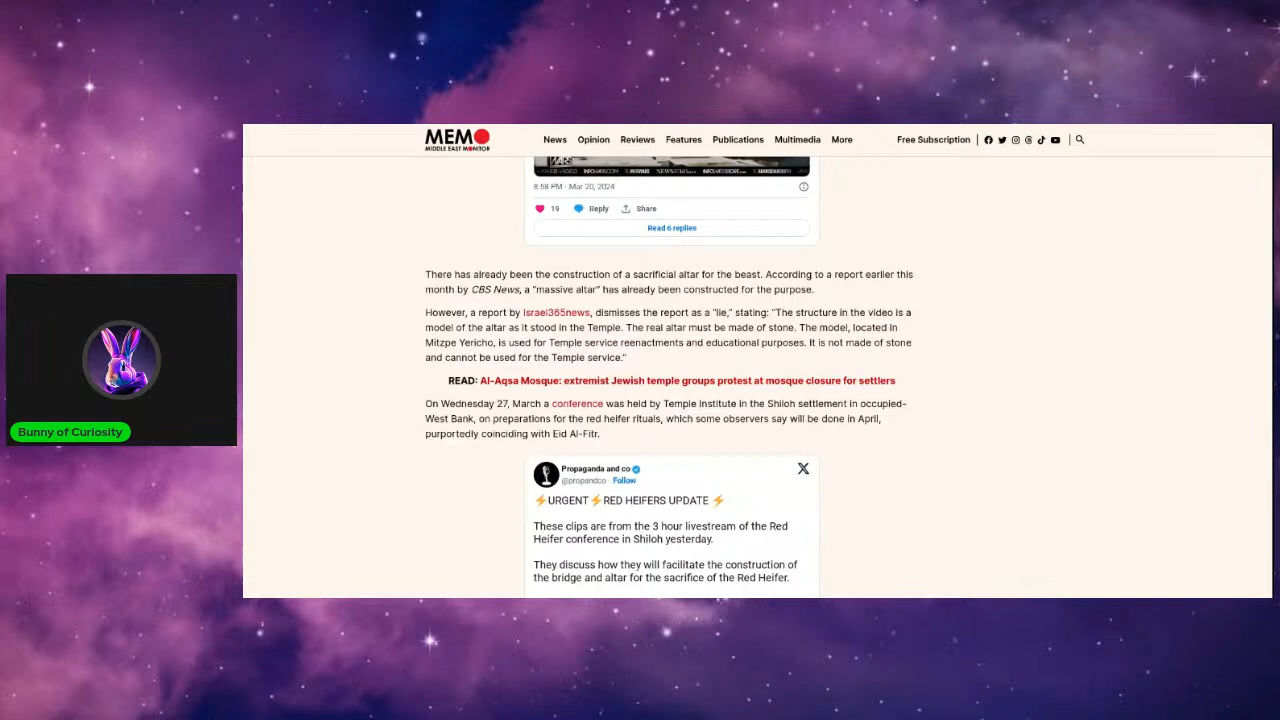 MEMO
MIDDLE EAST MONITOR
News Opinion Reviews Features Publications Multimedia More Free Subscription
8:58 PM · Mar 20, 2024
19 Reply Share
Read 6 replies
There has already been the construction of a sacrificial altar for the beast. According to a report earlier this
month by CBS News, a “massive altar” has already been constructed for the purpose.
However, a report by Israel365news, dismisses the report as a “lie,” stating: “The structure in the video is a
model of the altar as it stood in the Temple. The real altar must be made of stone. The model, located in
Mitzpe Yericho, is used for Temple service reenactments and educational purposes. It is not made of stone
and cannot be used for the Temple service.”
READ: Al-Aqsa Mosque: extremist Jewish temple groups protest at mosque closure for settlers
On Wednesday 27, March a conference was held by Temple Institute in the Shiloh settlement in occupied-
West Bank, on preparations for the red heifer rituals, which some observers say will be done in April,
purportedly coinciding with Eid Al-Fitr.
Propaganda and co
@propandco · Follow
⚡URGENT⚡RED HEIFERS UPDATE ⚡
These clips are from the 3 hour livestream of the Red
Heifer conference in Shiloh yesterday.
They discuss how they will facilitate the construction of
the bridge and altar for the sacrifice of the Red Heifer.
Bunny of Curiosity